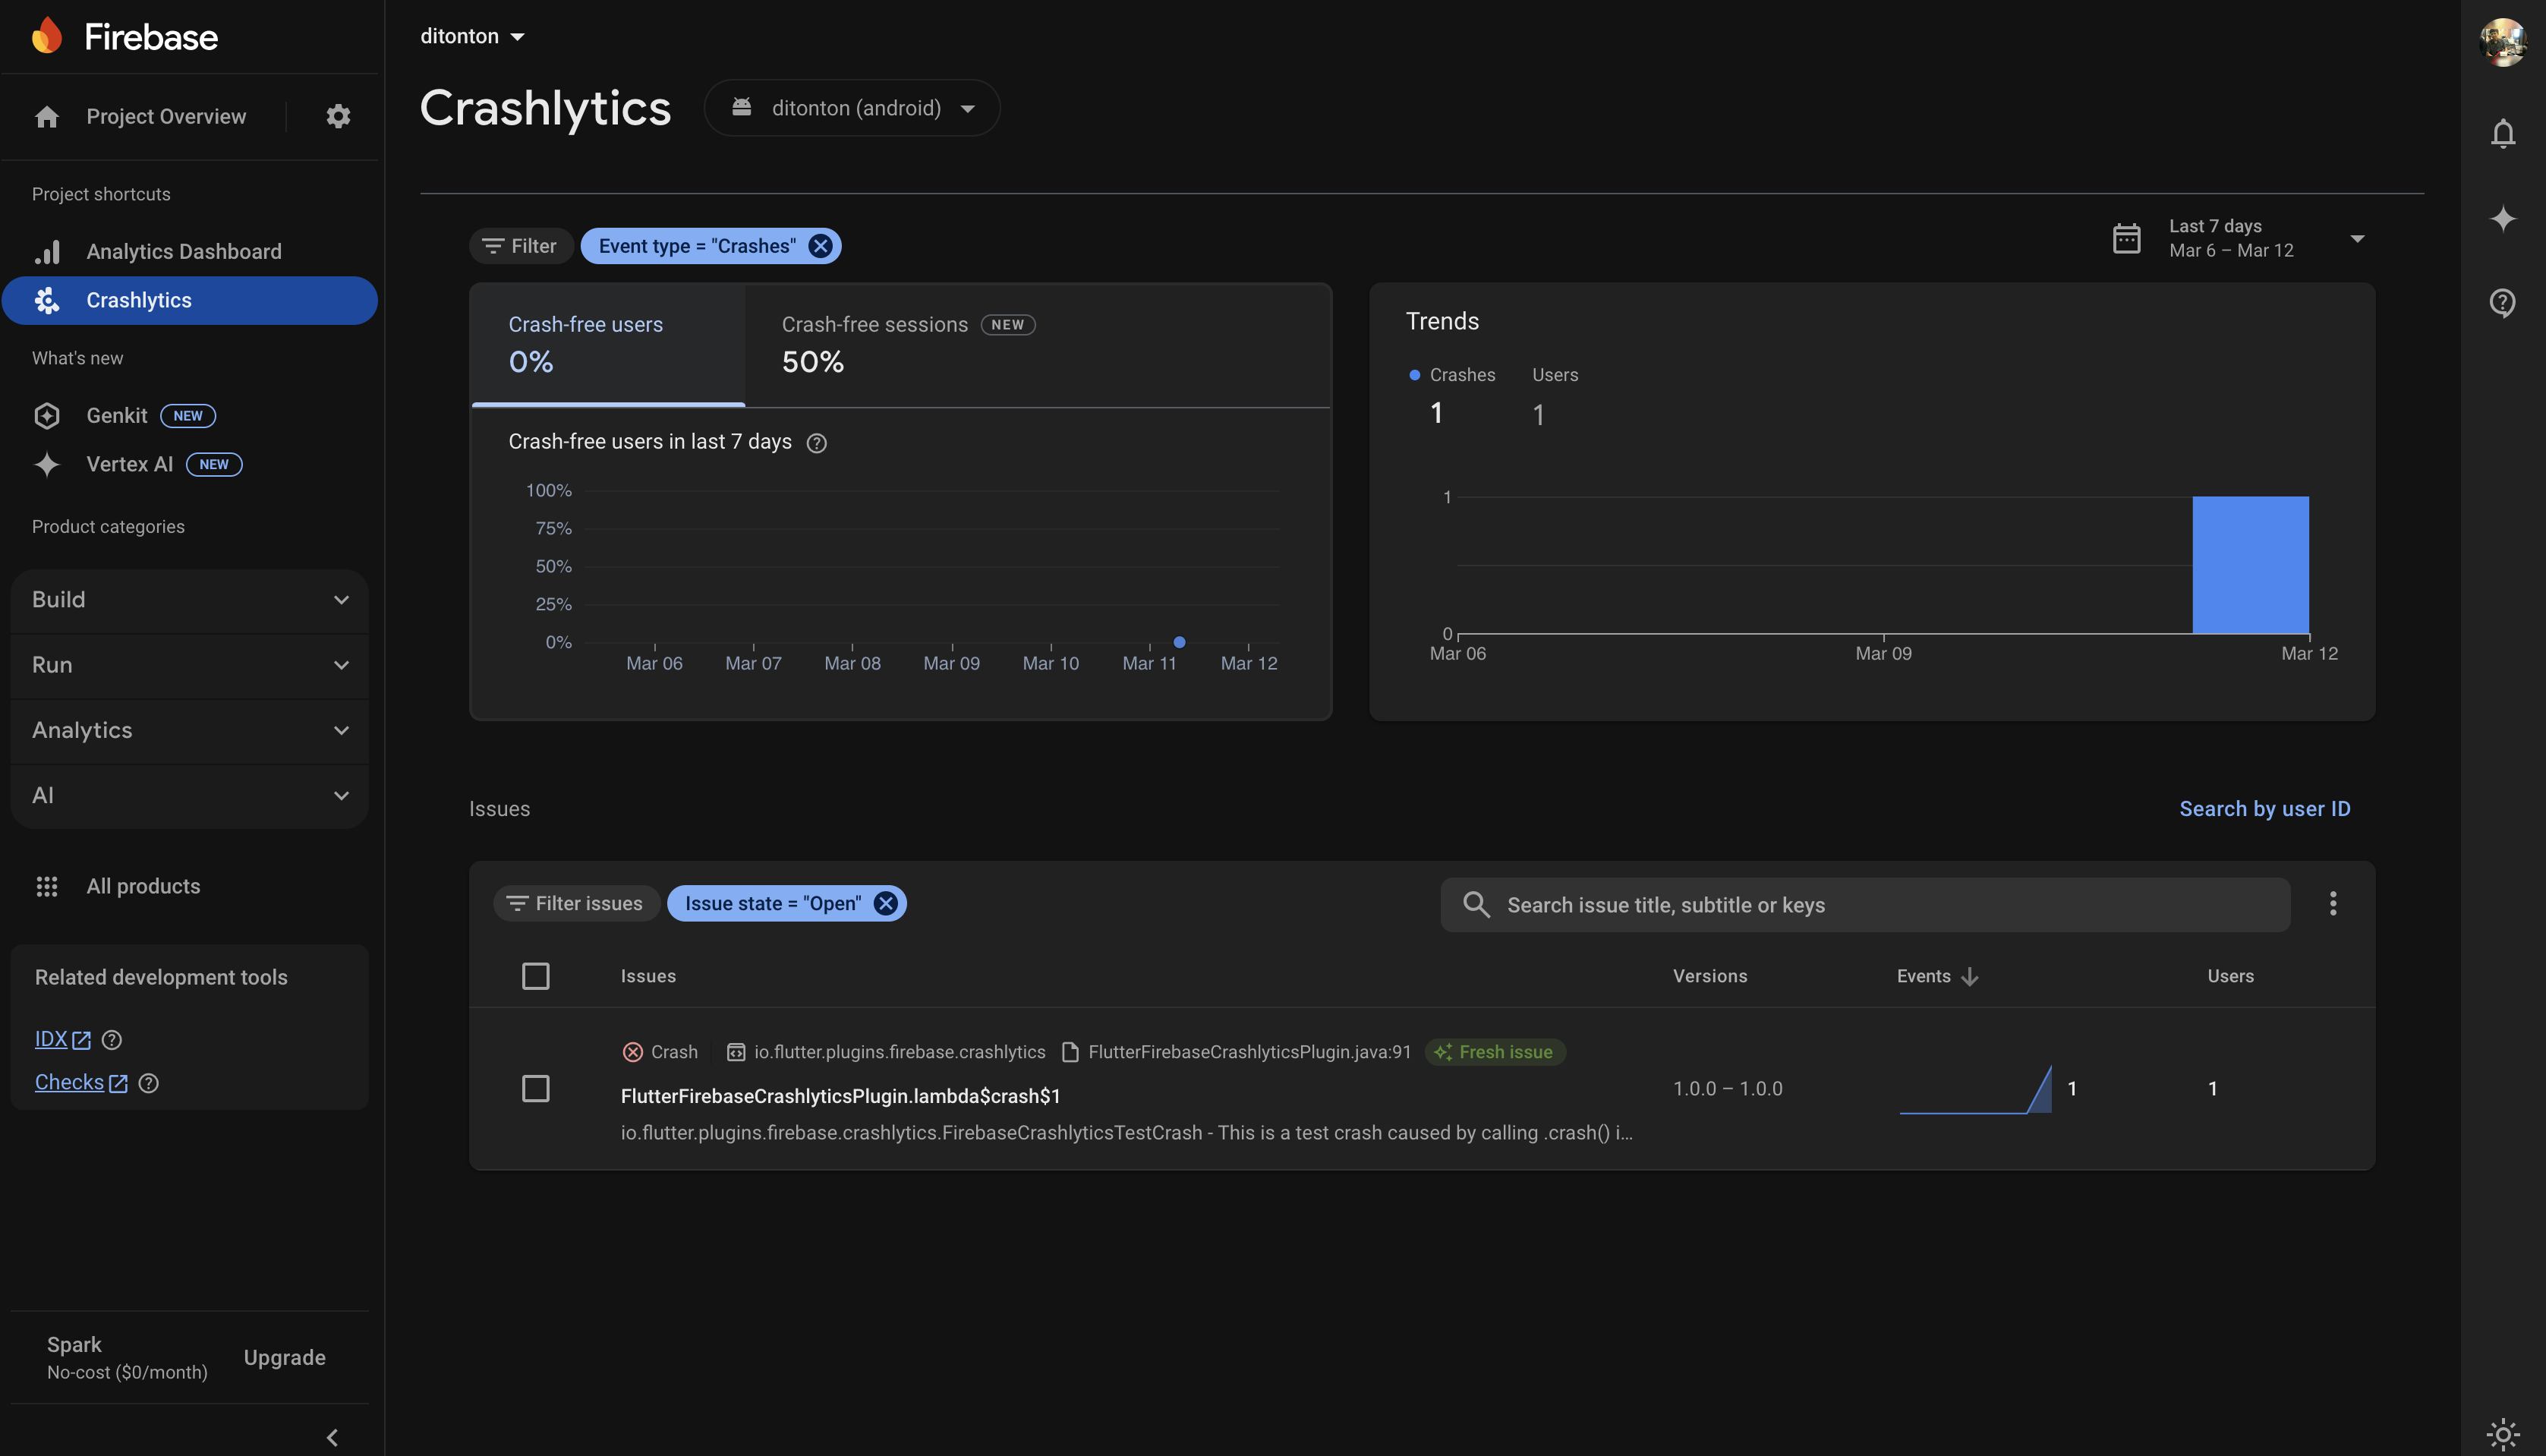 Firebase
Project Overview
Project shortcuts
Analytics Dashboard
Crashlytics
What's new
Genkit NEW
Vertex AI NEW
Product categories
Build
Run
Analytics
AI
All products
Related development tools
IDX
Checks
Spark
No-cost ($0/month)
Upgrade
ditonton
Crashlytics ditonton (android)
Filter Event type = "Crashes"
Last 7 days
Mar 6 – Mar 12
Crash-free users
0%
Crash-free sessions NEW
50%
Crash-free users in last 7 days
100%
75%
50%
25%
0%
Mar 06 Mar 07 Mar 08 Mar 09 Mar 10 Mar 11 Mar 12
Trends
Crashes Users
1 1
1
0
Mar 06 Mar 09 Mar 12
Issues Search by user ID
Filter issues Issue state = "Open" Search issue title, subtitle or keys
Issues Versions Events Users
Crash io.flutter.plugins.firebase.crashlytics FlutterFirebaseCrashlyticsPlugin.java:91 Fresh issue
FlutterFirebaseCrashlyticsPlugin.lambda$crash$1
io.flutter.plugins.firebase.crashlytics.FirebaseCrashlyticsTestCrash - This is a test crash caused by calling .crash() i...
1.0.0 – 1.0.0 1 1